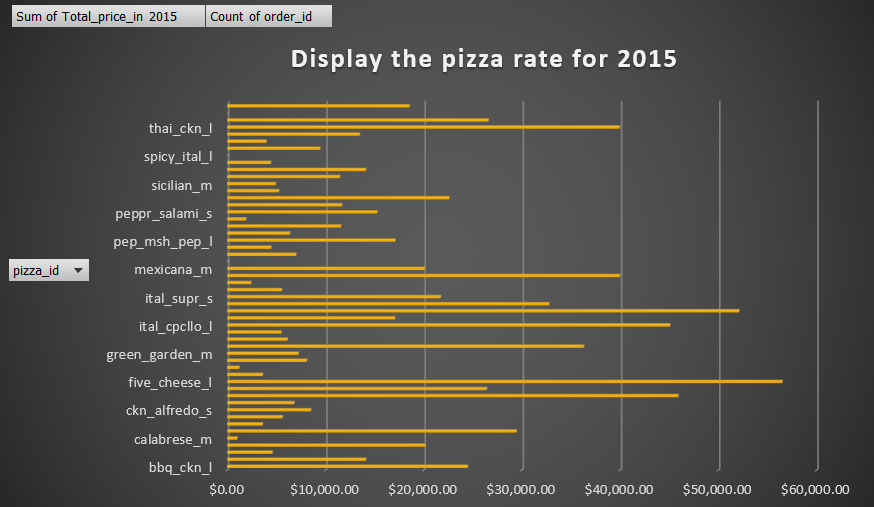 Sum of Total_price_in 2015 Count of order_id
Display the pizza rate for 2015
thai_ckn_l
spicy_ital_l
sicilian_m
peppr_salami_s
pep_msh_pep_l
pizza_id
mexicana_m
ital_supr_s
ital_cpcllo_l
green_garden_m
five_cheese_l
ckn_alfredo_s
calabrese_m
bbq_ckn_l
$0.00 $10,000.00 $20,000.00 $30,000.00 $40,000.00 $50,000.00 $60,000.00